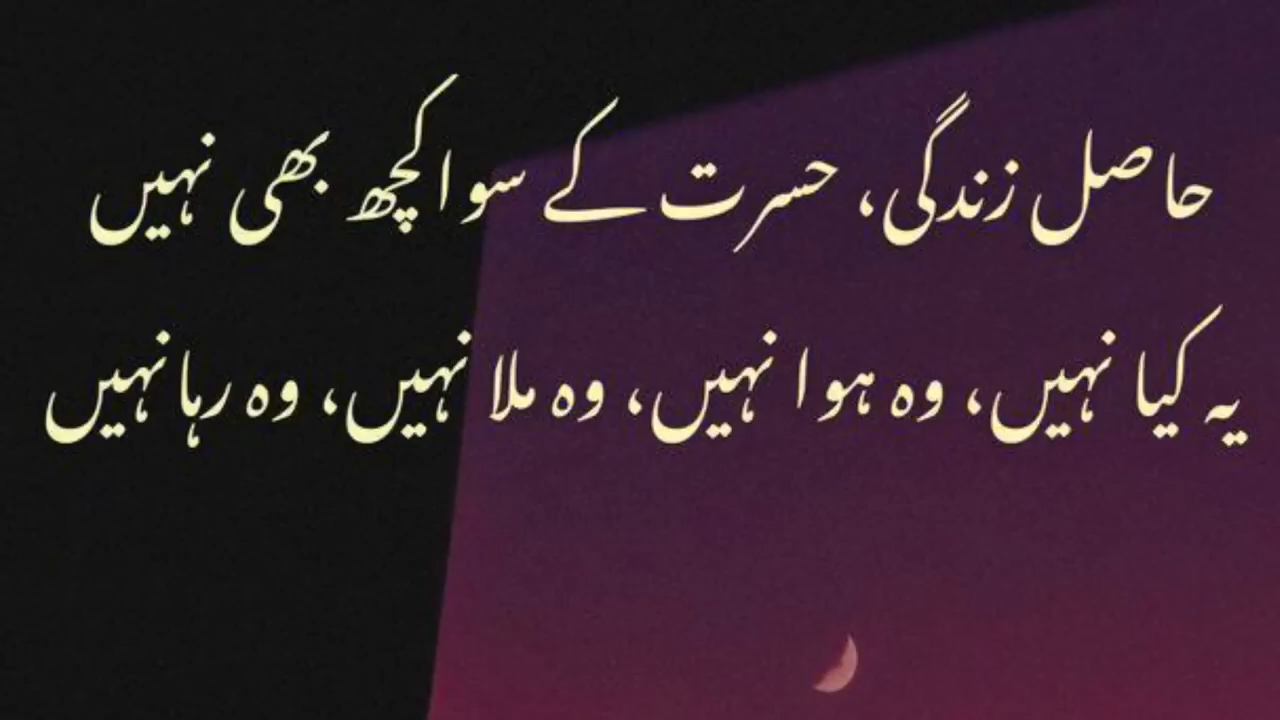 حاصل زندگی، حسرت کے سوا کچھ بھی نہیں
یہ کیا نہیں، وہ ہوا نہیں، وہ ملا نہیں، وہ رہا نہیں